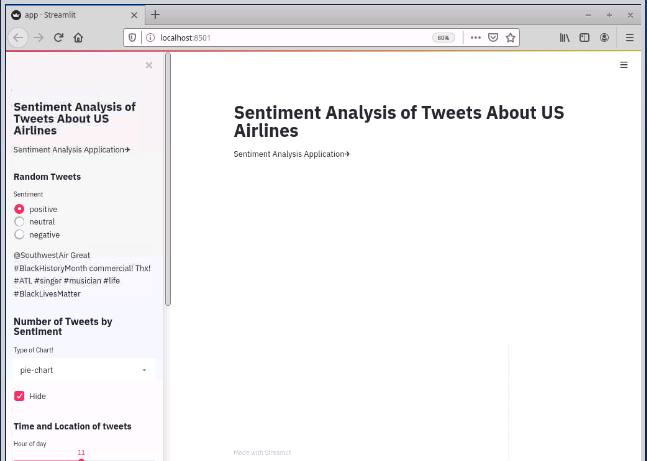 app · Streamlit
localhost:8501
80%
Sentiment Analysis of
Tweets About US
Airlines
Sentiment Analysis Application✈
Random Tweets
Sentiment
positive
neutral
negative
@SouthwestAir Great
#BlackHistoryMonth commercial! Thx!
#ATL #singer #musician #life
#BlackLivesMatter
Number of Tweets by
Sentiment
Type of Chart!
pie-chart
Hide
Time and Location of tweets
Hour of day
11
Sentiment Analysis of Tweets About US
Airlines
Sentiment Analysis Application✈
Made with Streamlit